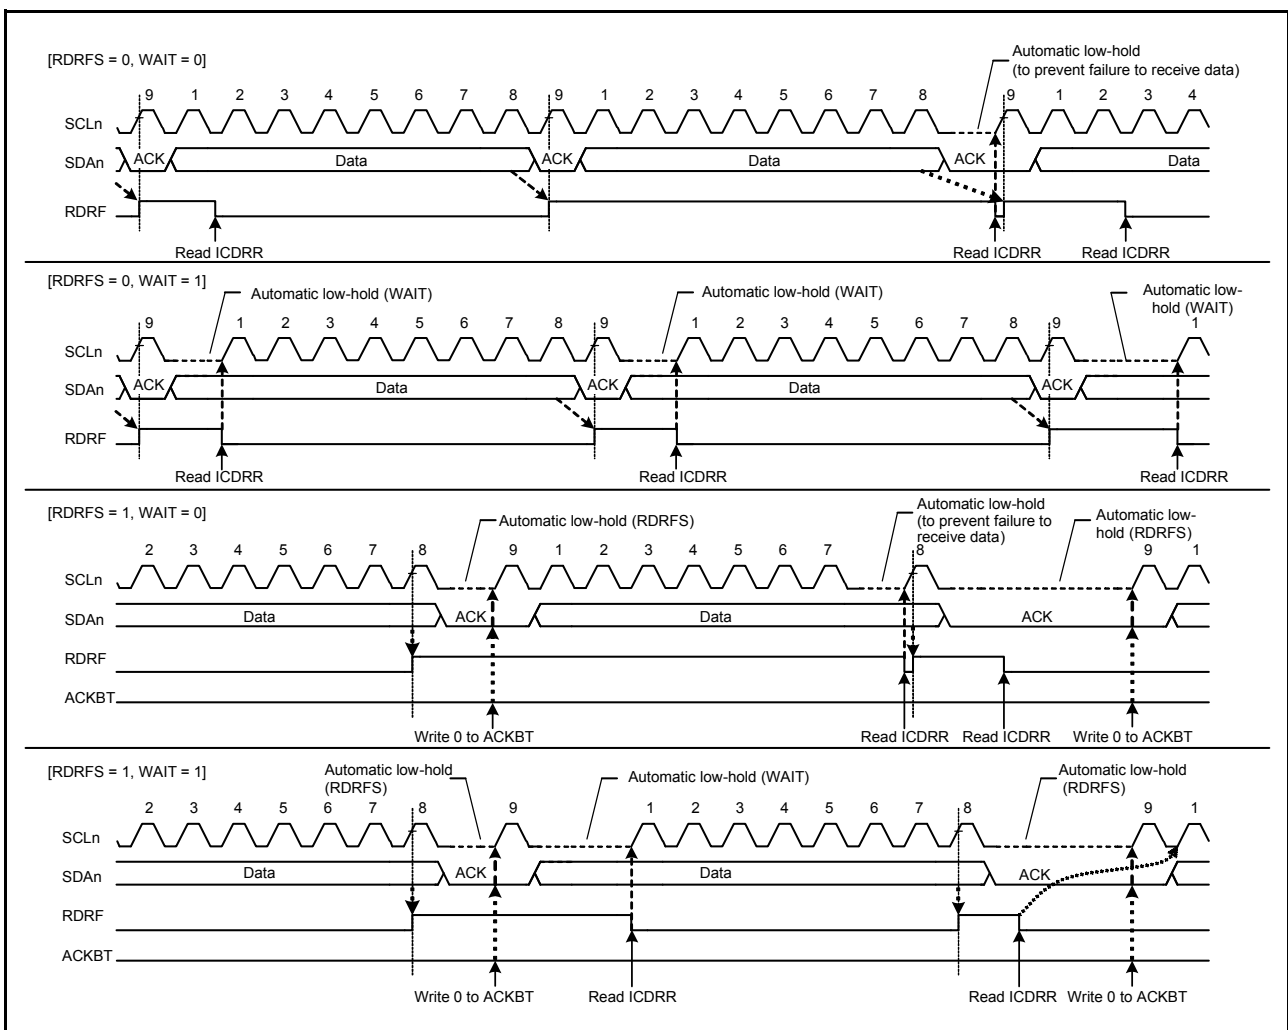 [RDRFS = 0, WAIT = 0]
Automatic low-hold
(to prevent failure to receive data)
9 1 2 3 4 5 6 7 8 9 1 2 3 4 5 6 7 8 9 1 2 3 4
SCLn
SDAn ACK Data ACK Data ACK Data
RDRF
Read ICDRR Read ICDRR Read ICDRR
[RDRFS = 0, WAIT = 1]
Automatic low-hold (WAIT) Automatic low-hold (WAIT) Automatic low-
hold (WAIT)
9 1 2 3 4 5 6 7 8 9 1 2 3 4 5 6 7 8 9 1
SCLn
SDAn ACK Data ACK Data ACK
RDRF
Read ICDRR Read ICDRR Read ICDRR
[RDRFS = 1, WAIT = 0]
Automatic low-hold (RDRFS)
Automatic low-hold
(to prevent failure to
receive data)
Automatic low-
hold (RDRFS)
2 3 4 5 6 7 8 9 1 2 3 4 5 6 7 8 9 1
SCLn
SDAn Data ACK Data ACK
RDRF
ACKBT
Write 0 to ACKBT Read ICDRR Read ICDRR Write 0 to ACKBT
[RDRFS = 1, WAIT = 1]
Automatic low-hold
(RDRFS)
Automatic low-hold (WAIT)
Automatic low-hold
(RDRFS)
2 3 4 5 6 7 8 9 1 2 3 4 5 6 7 8 9 1
SCLn
SDAn Data ACK Data ACK
RDRF
ACKBT
Write 0 to ACKBT Read ICDRR Read ICDRR Write 0 to ACKBT